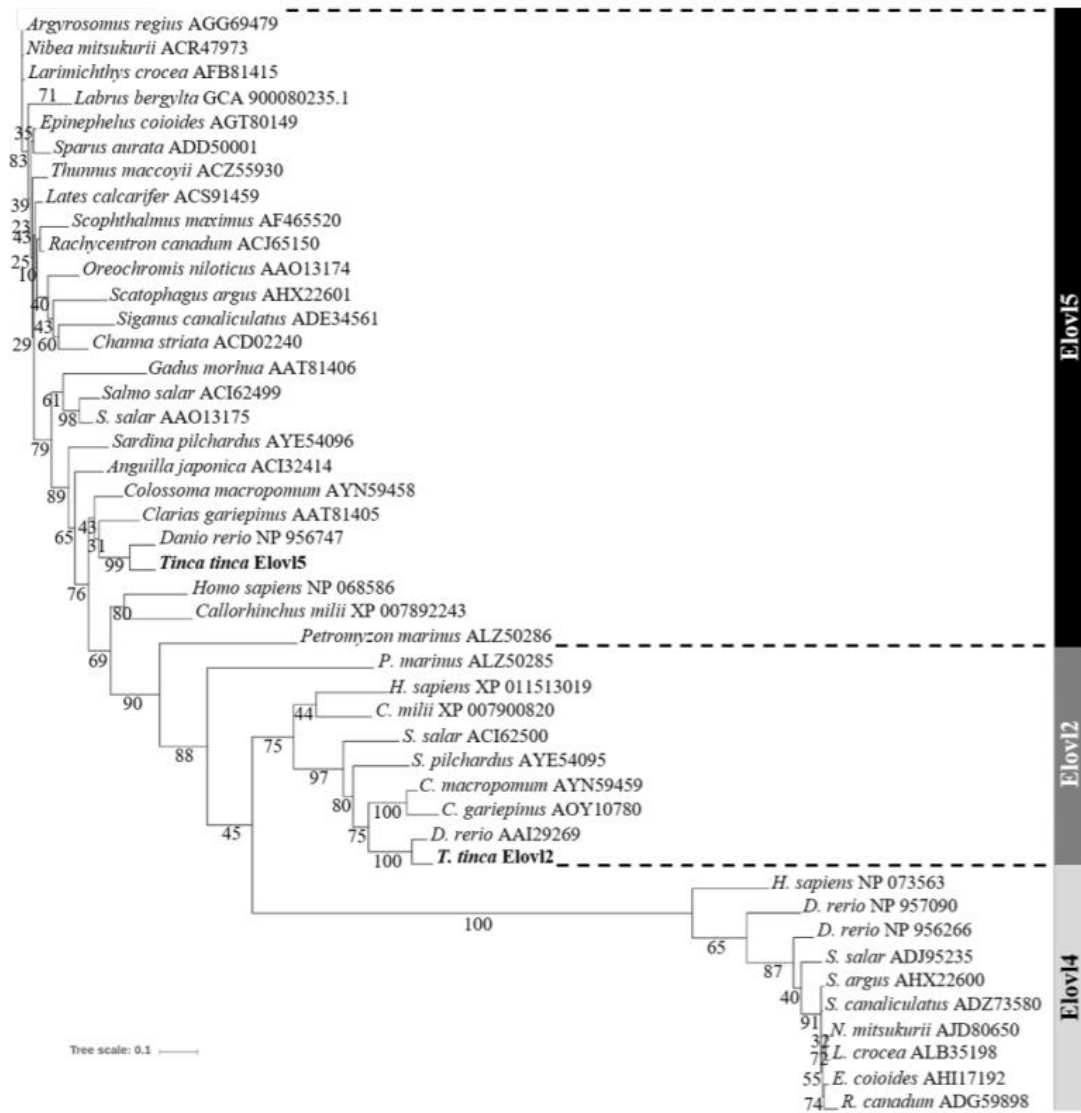 Argyrosomus regius AGG69479
Nibea mitsukurii ACR47973
Larimichthys crocea AFB81415
71
Labrus bergylta GCA 900080235.1
Epinephelus coioides AGT80149
35
Sparus aurata ADD50001
83
Thunnus maccoyii ACZ55930
Lates calcarifer ACS91459
39
Scophthalmus maximus AF465520
23
43
Rachycentron canadum ACJ65150
25
10
Oreochromis niloticus AAO13174
Scatophagus argus AHX22601
40
Siganus canaliculatus ADE34561
43
Channa striata ACD02240
29
60
Gadus morhua AAT81406
Salmo salar ACI62499
61
S. salar AAO13175
98
Sardina pilchardus AYE54096
79
Anguilla japonica ACI32414
Colossoma macropomum AYN59458
89
Clarias gariepinus AAT81405
43
Danio rerio NP 956747
65
31
Tinca tinca Elovl5
99
Homo sapiens NP 068586
76
Callorhinchus milii XP 007892243
80
Petromyzon marinus ALZ50286
69
P. marinus ALZ50285
H. sapiens XP 011513019
90
C. milii XP 007900820
44
S. salar ACI62500
75
88
S. pilchardus AYE54095
97
C. macropomum AYN59459
80
C. gariepinus AOY10780
100
D. rerio AAI29269
45
75
T. tinca Elovl2
100
H. sapiens NP 073563
D. rerio NP 957090
100
D. rerio NP 956266
65
S. salar ADJ95235
87
S. argus AHX22600
40
S. canaliculatus ADZ73580
91
N. mitsukurii AJD80650
L. crocea ALB35198
72
E. coioides AHI17192
55
R. canadum ADG59898
74
Tree scale: 0.1
Elovl5
Elovl2
Elovl4